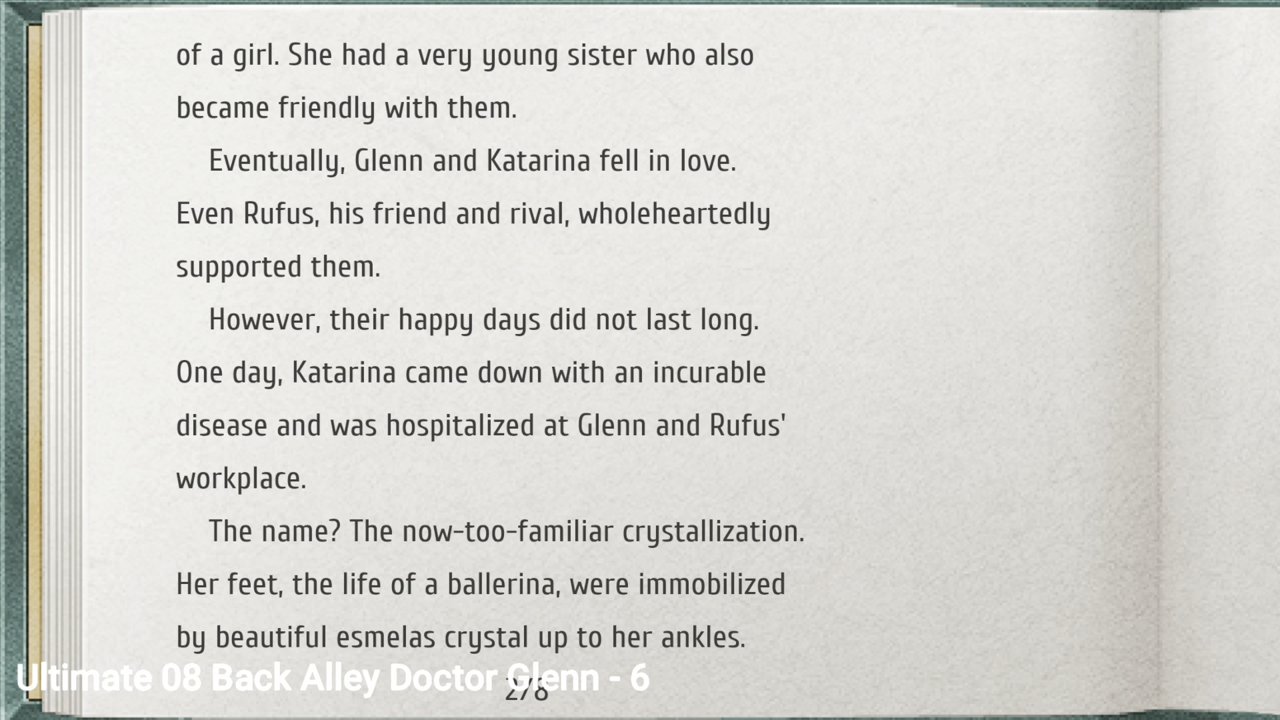 of a girl. She had a very young sister who also
became friendly with them.
Eventually, Glenn and Katarina fell in love.
Even Rufus, his friend and rival, wholeheartedly
supported them.
However, their happy days did not last long.
One day, Katarina came down with an incurable
disease and was hospitalized at Glenn and Rufus'
workplace.
The name? The now-too-familiar crystallization.
Her feet, the life of a ballerina, were immobilized
by beautiful esmelas crystal up to her ankles.
Ultimate 08 Back Alley Doctor Glenn - 6
2/8